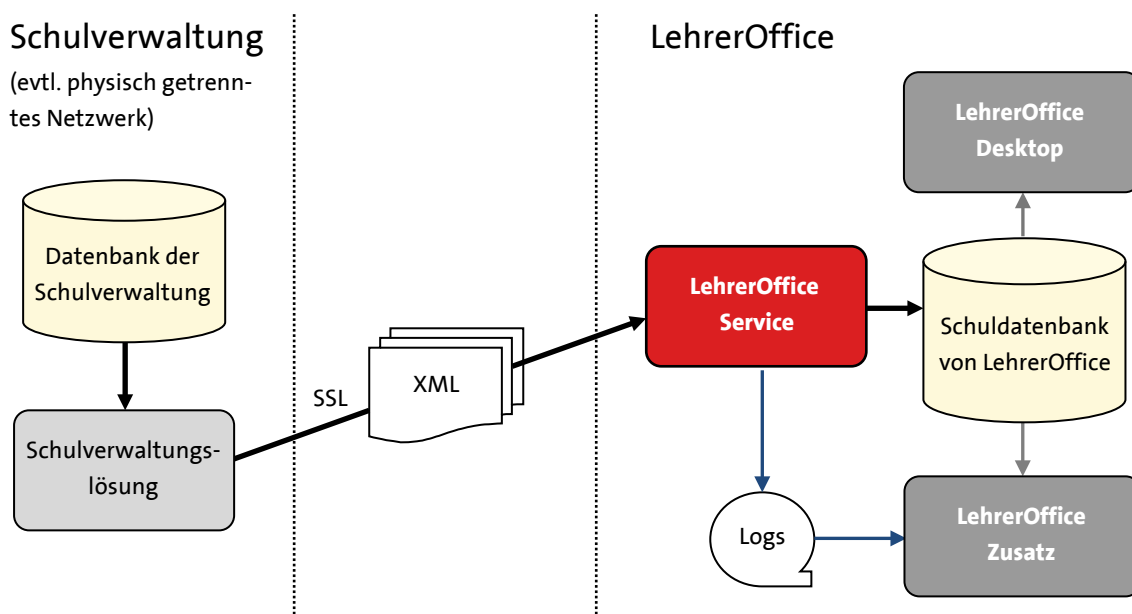 Schulverwaltung
(evtl. physisch getrenn-
tes Netzwerk)
LehrerOffice
LehrerOffice
Desktop
Datenbank der
Schulverwaltung
LehrerOffice
Service
Schuldatenbank
von LehrerOffice
SSL
XML
Schulverwaltungs-
lösung
Logs
LehrerOffice
Zusatz